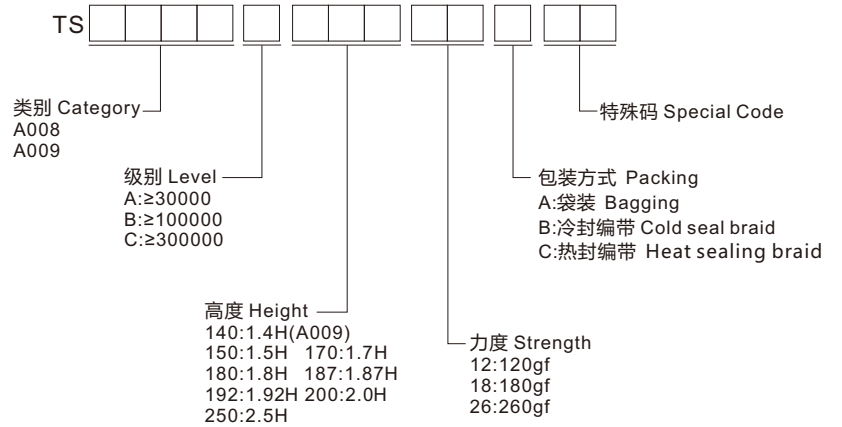 TS
类别 Category
A008
A009
特殊码 Special Code
级别 Level
A:≥30000
B:≥100000
C:≥300000
包装方式 Packing
A:袋装 Bagging
B:冷封编带 Cold seal braid
C:热封编带 Heat sealing braid
高度 Height
140:1.4H(A009)
150:1.5H 170:1.7H
180:1.8H 187:1.87H
192:1.92H 200:2.0H
250:2.5H
力度 Strength
12:120gf
18:180gf
26:260gf